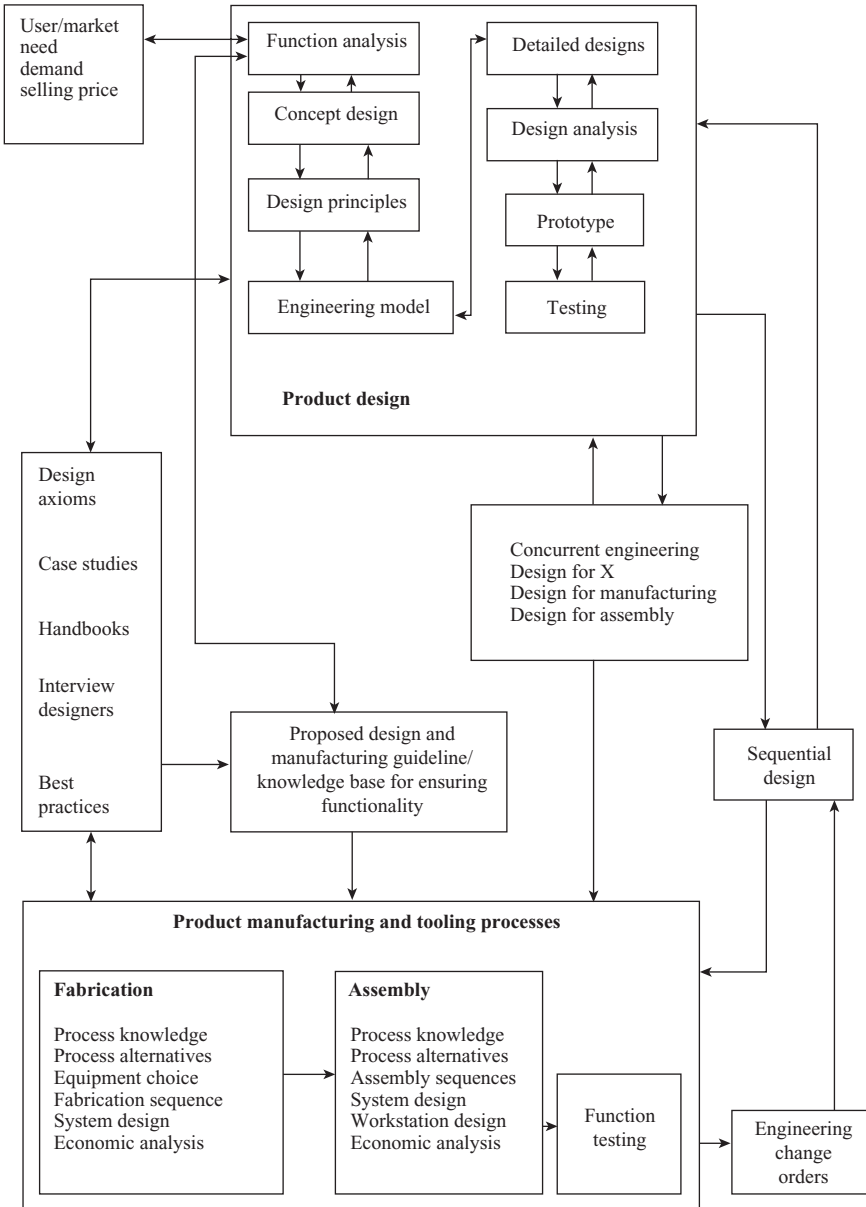 User/market
need
demand
selling price
Function analysis
Concept design
Design principles
Engineering model
Detailed designs
Design analysis
Prototype
Testing
Product design
Design
axioms
Case studies
Handbooks
Interview
designers
Best
practices
Concurrent engineering
Design for X
Design for manufacturing
Design for assembly
Proposed design and
manufacturing guideline/
knowledge base for ensuring
functionality
Sequential
design
Product manufacturing and tooling processes
Fabrication
Process knowledge
Process alternatives
Equipment choice
Fabrication sequence
System design
Economic analysis
Assembly
Process knowledge
Process alternatives
Assembly sequences
System design
Workstation design
Economic analysis
Function
testing
Engineering
change
orders